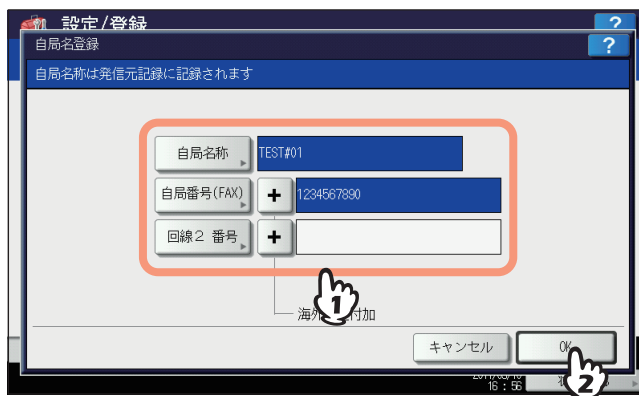 設定/登録
?
自局名登録
?
自局名称は発信元記録に記録されます
自局名称
TEST#01
自局番号(FAX)
+
1234567890
回線2 番号
+
1
海外
付加
キャンセル
OK
2
16:56